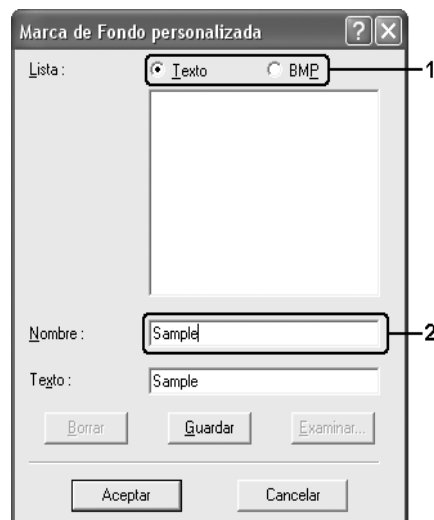 Marca de Fondo personalizada
Lista : Texto BMP 1
Nombre : Sample 2
Texto : Sample
Borrar Guardar Examinar...
Aceptar Cancelar